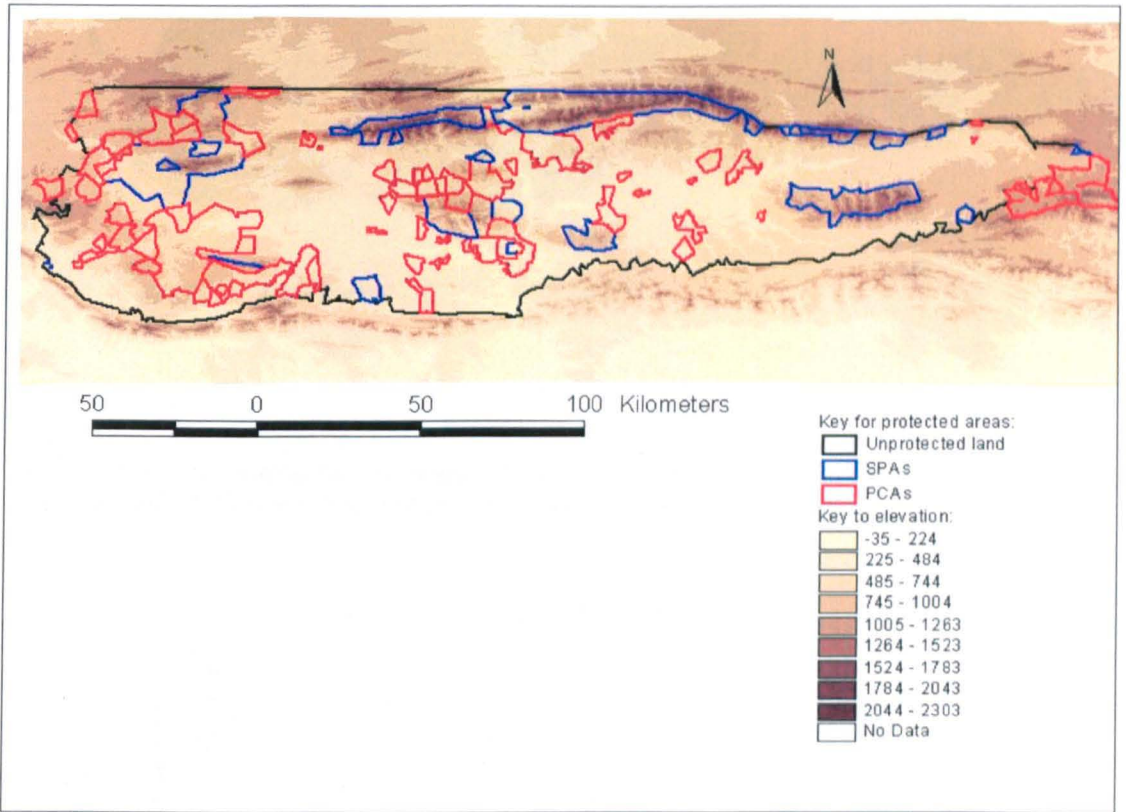 N
50 0 50 100 Kilometers
Key for protected areas:
Unprotected land
SPAs
PCAs
Key to elevation:
-35 - 224
225 - 484
485 - 744
745 - 1004
1005 - 1263
1264 - 1523
1524 - 1783
1784 - 2043
2044 - 2303
No Data